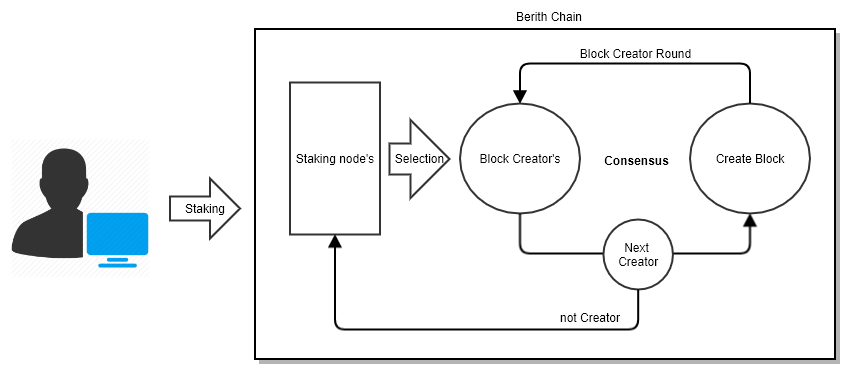 Berith Chain
Block Creator Round
Staking node's
Selection
Block Creator's
Consensus
Create Block
Staking
Next
Creator
not Creator